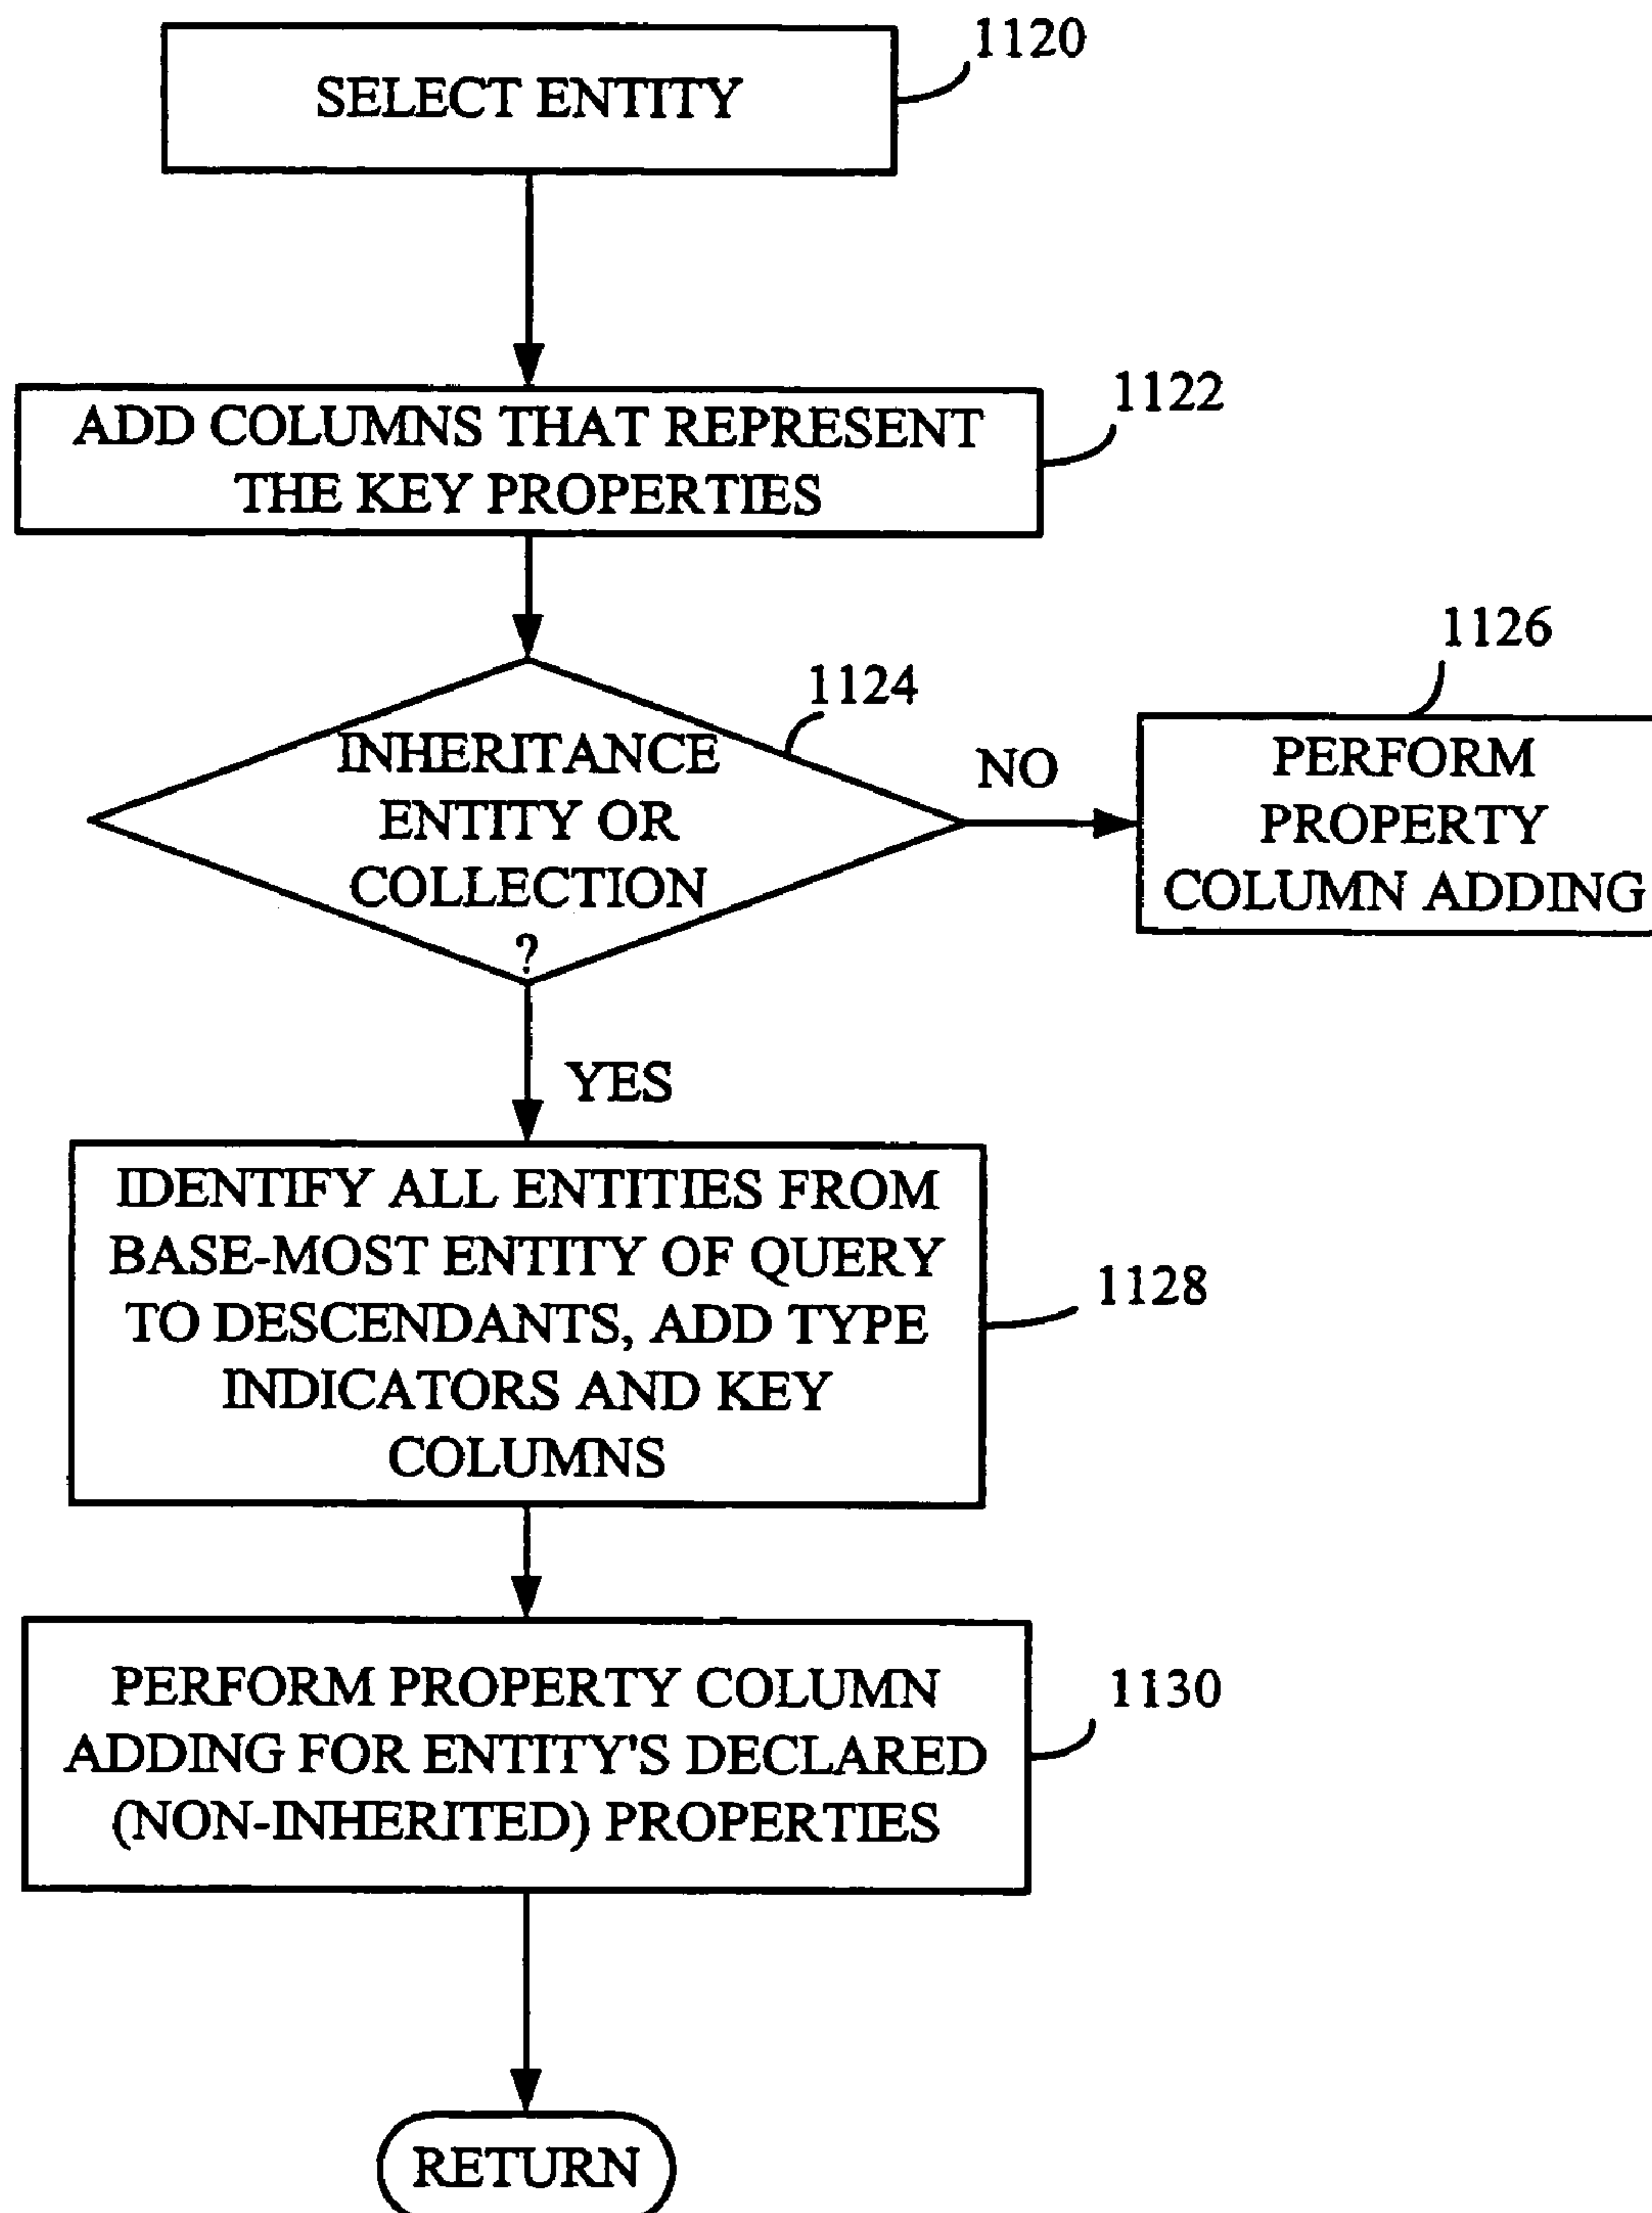 1120
SELECT ENTITY
1122
ADD COLUMNS THAT REPRESENT
THE KEY PROPERTIES
1124
INHERITANCE
ENTITY OR
COLLECTION
?
NO
1126
PERFORM
PROPERTY
COLUMN ADDING
YES
IDENTIFY ALL ENTITIES FROM
BASE-MOST ENTITY OF QUERY
TO DESCENDANTS, ADD TYPE
INDICATORS AND KEY
COLUMNS
1128
PERFORM PROPERTY COLUMN
ADDING FOR ENTITY'S DECLARED
(NON-INHERITED) PROPERTIES
1130
RETURN